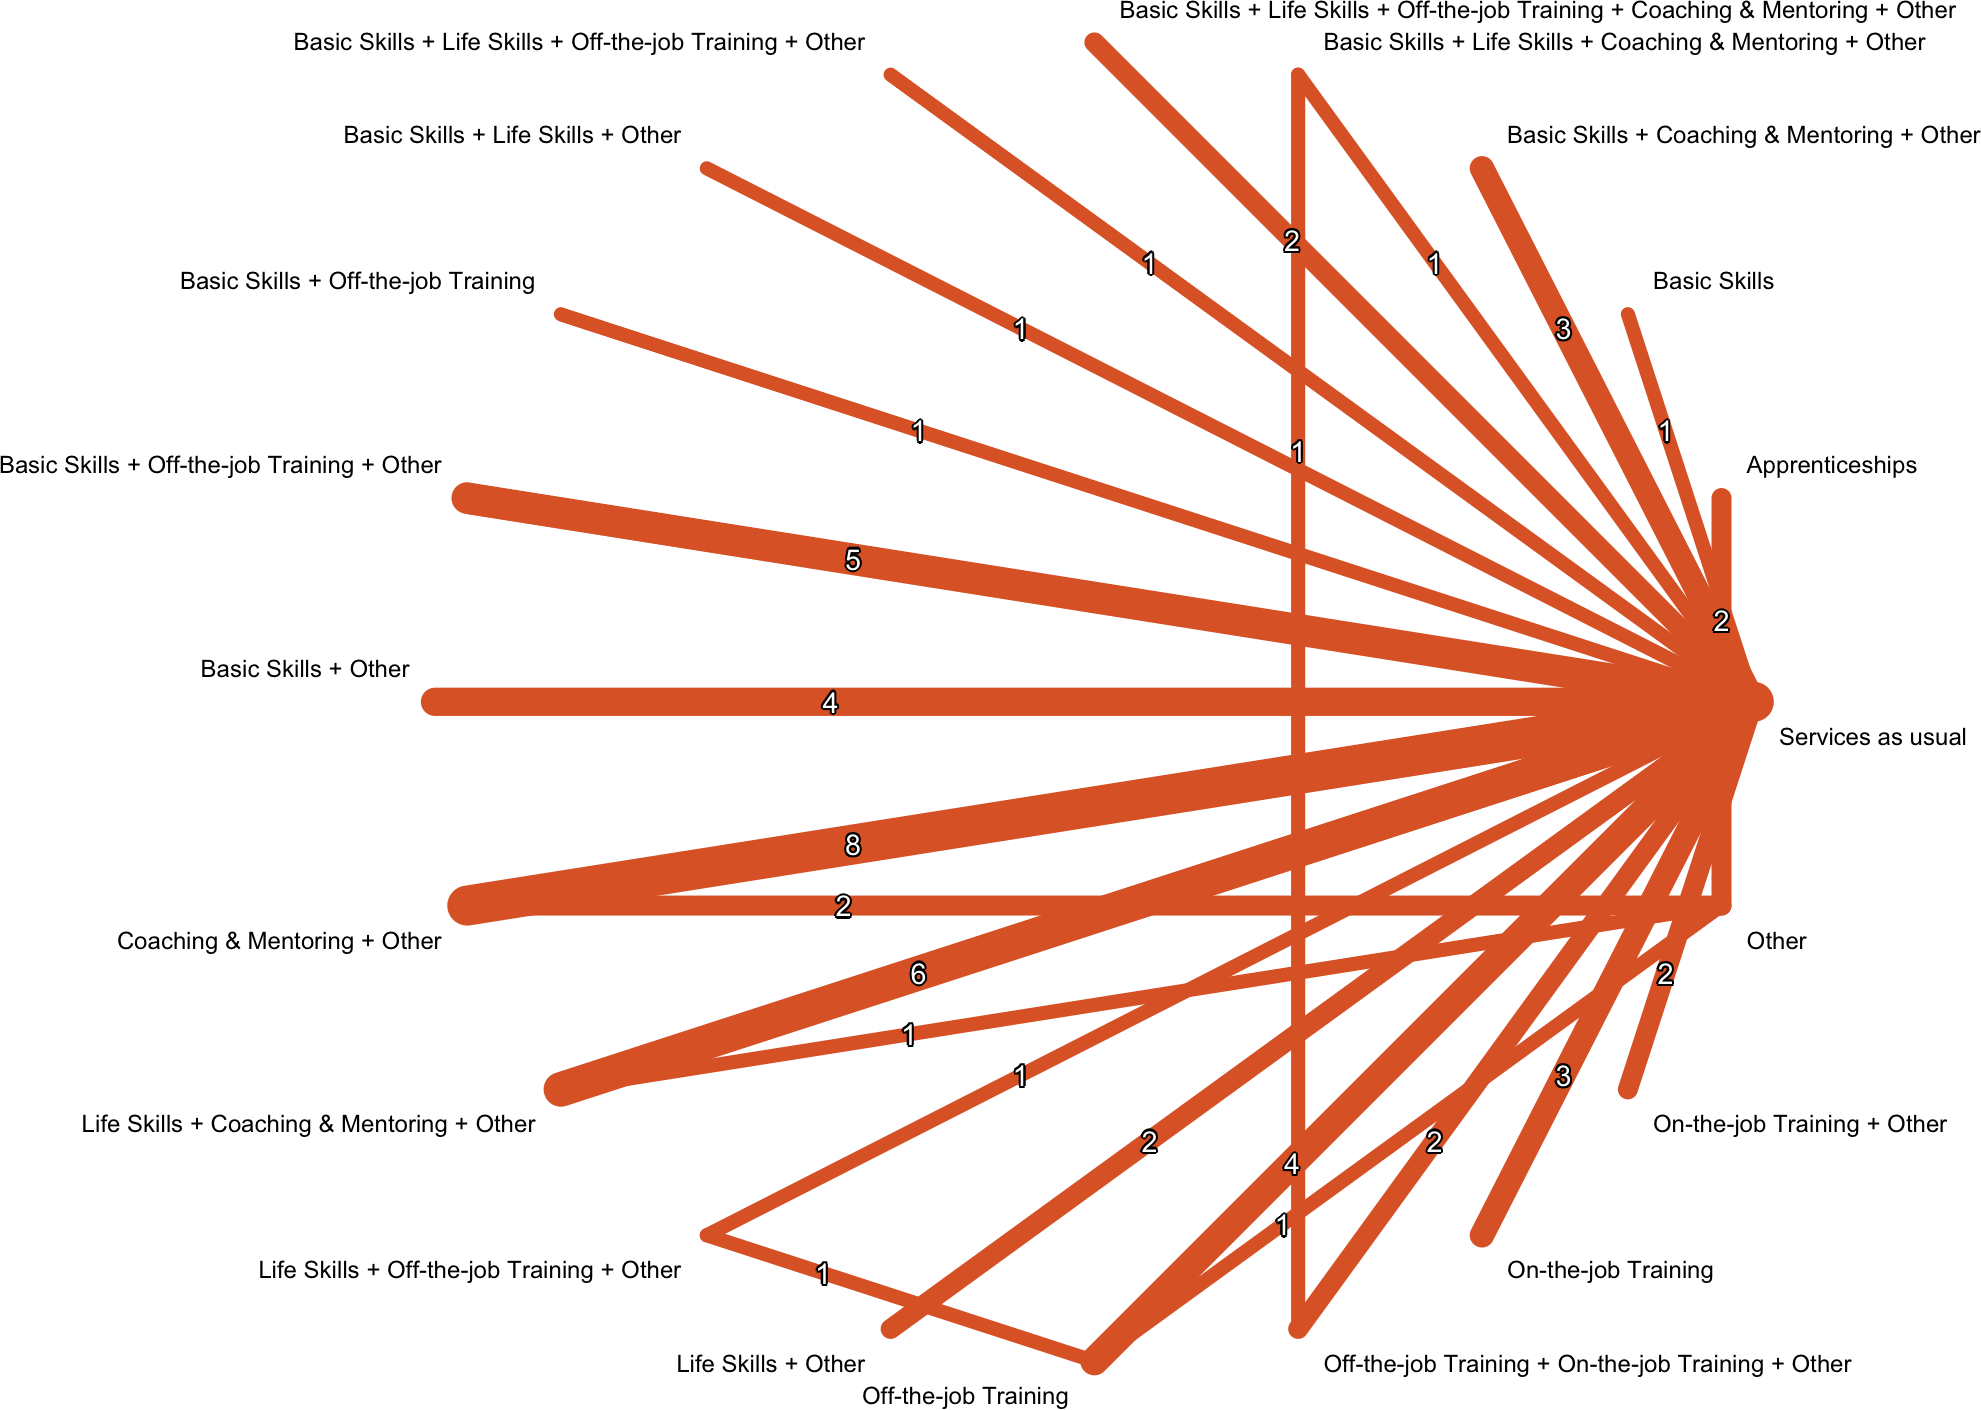 Basic Skills + Life Skills + Off-the-job Training + Coaching & Mentoring + Other
Basic Skills + Life Skills + Off-the-job Training + Other
Basic Skills + Life Skills + Coaching & Mentoring + Other
Basic Skills + Life Skills + Other
Basic Skills + Coaching & Mentoring + Other
2
1
1
Basic Skills + Off-the-job Training
Basic Skills
1
3
1
1
1
Basic Skills + Off-the-job Training + Other
Apprenticeships
5
2
Basic Skills + Other
4
Services as usual
8
2
Coaching & Mentoring + Other
Other
6
2
1
1
3
Life Skills + Coaching & Mentoring + Other
On-the-job Training + Other
2
2
4
1
Life Skills + Off-the-job Training + Other
1
On-the-job Training
Life Skills + Other
Off-the-job Training + On-the-job Training + Other
Off-the-job Training